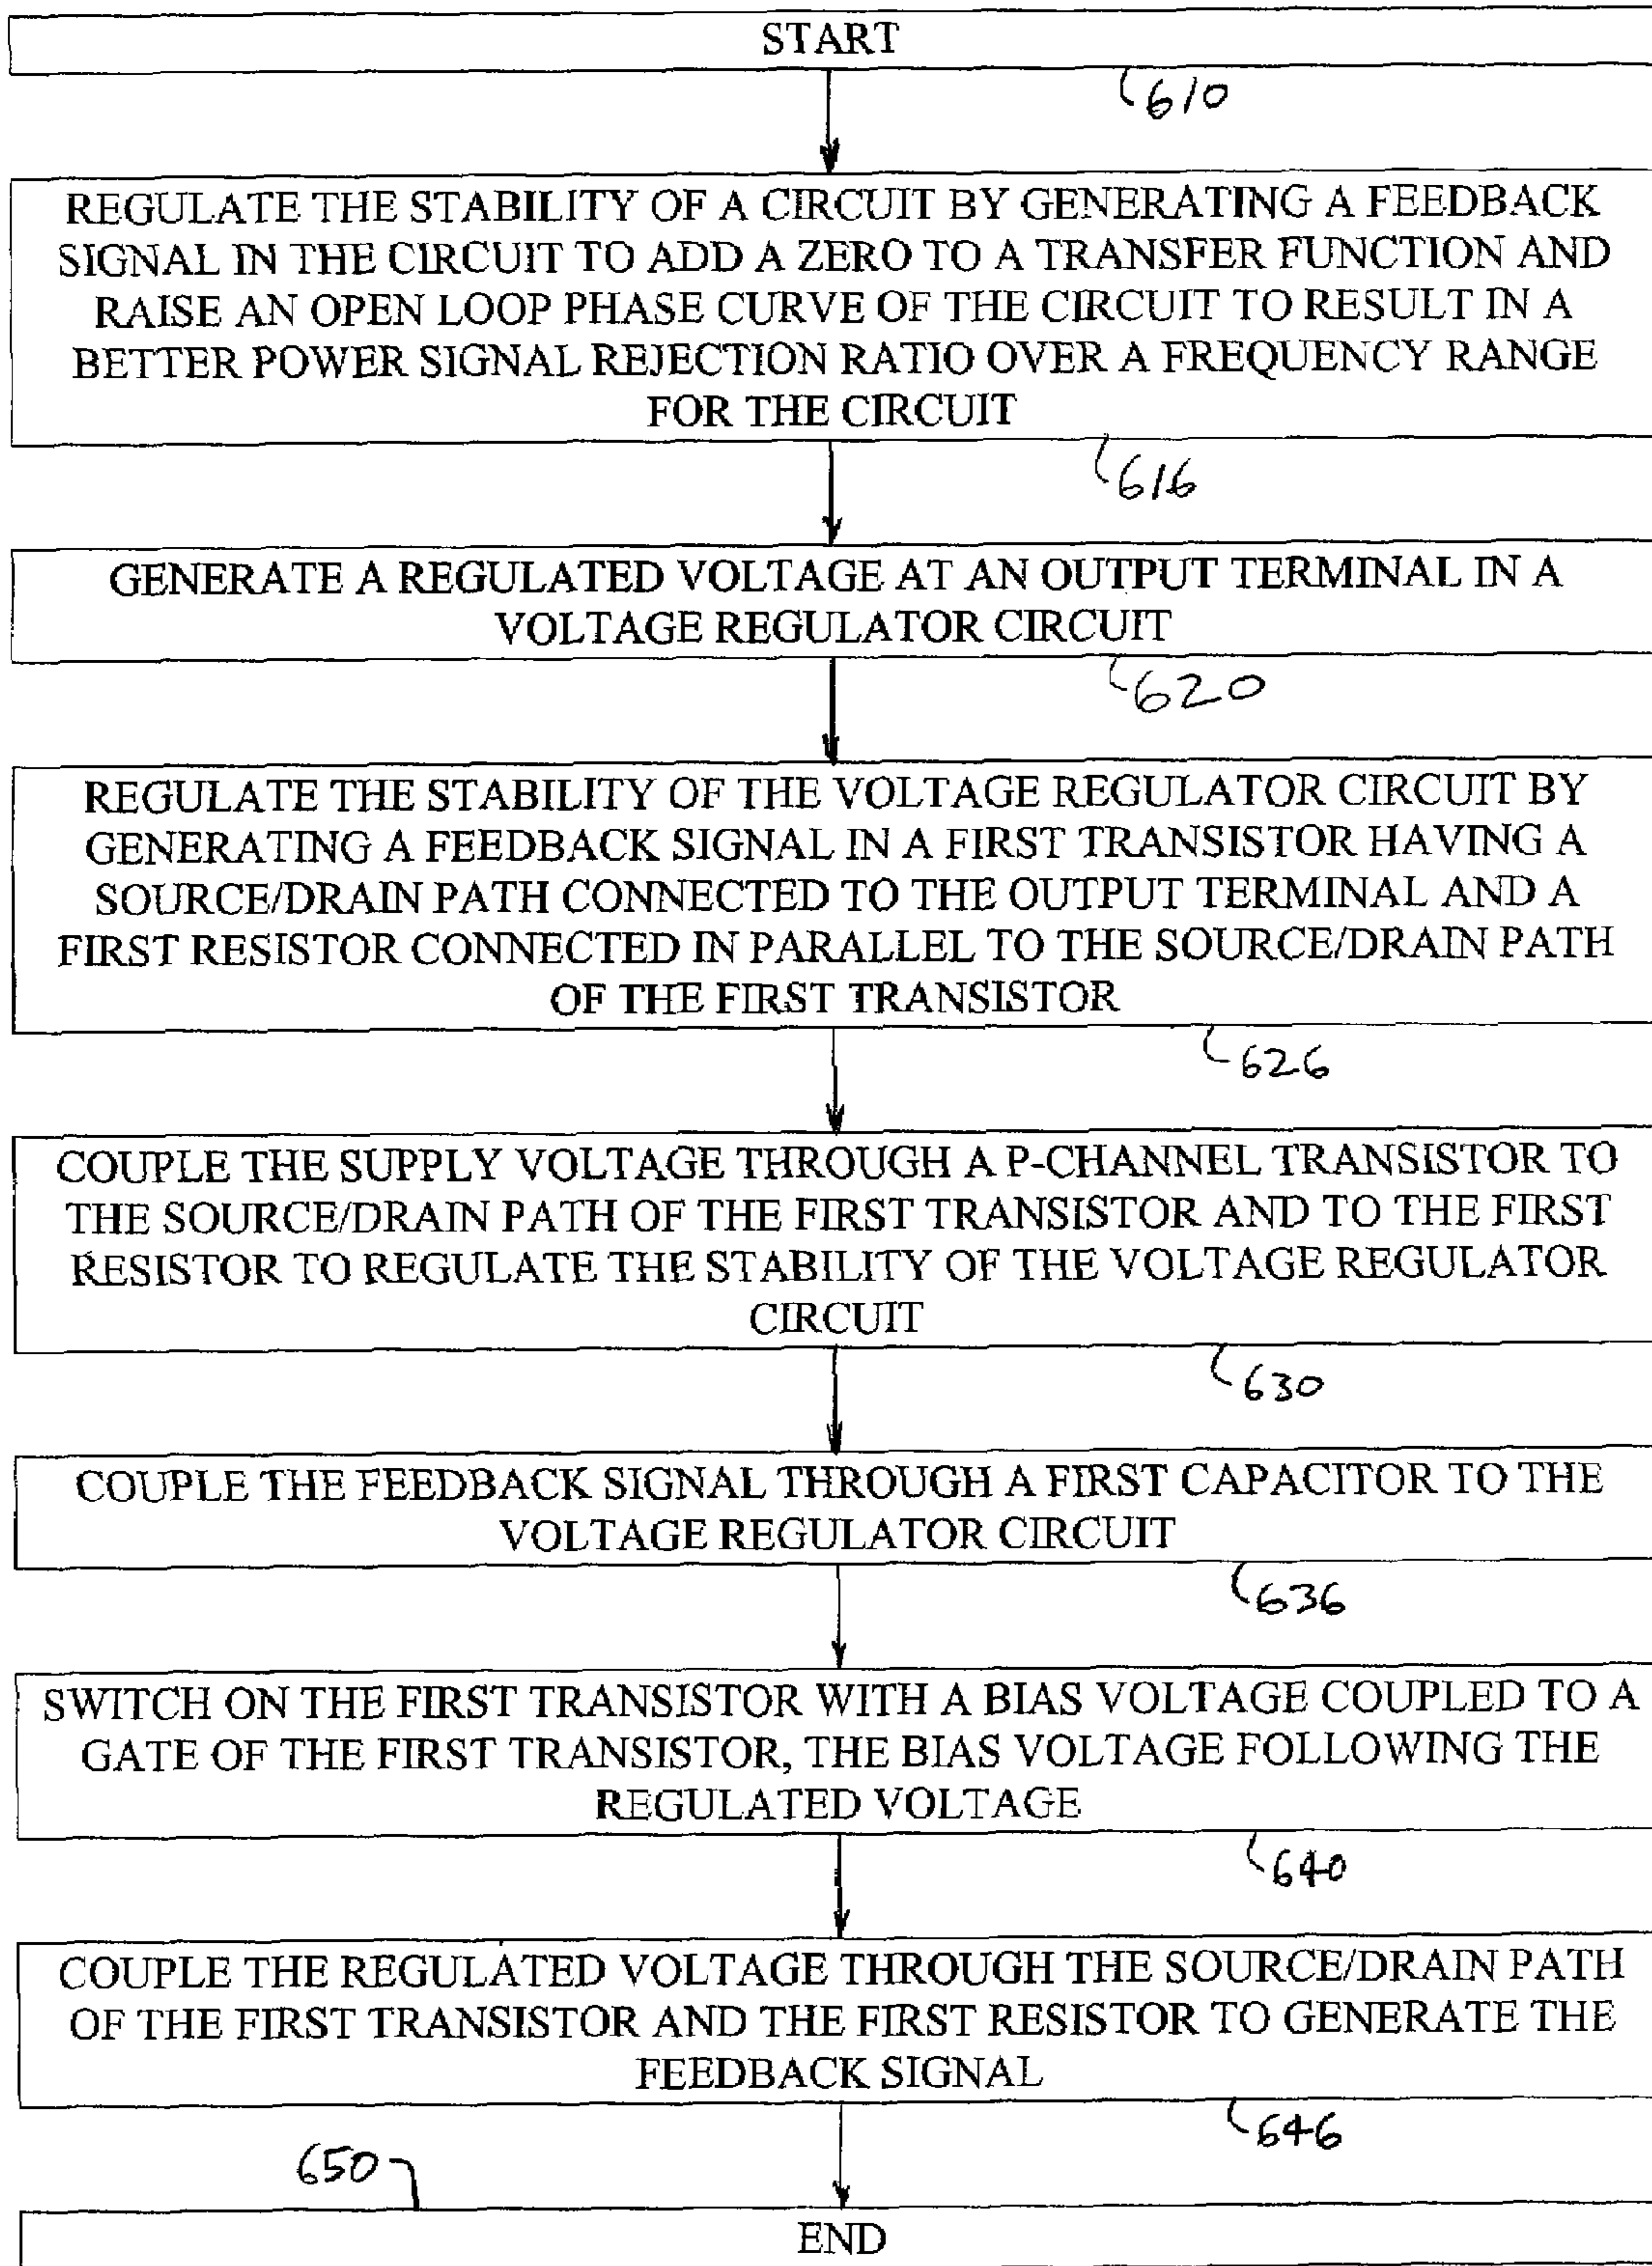 START
610
REGULATE THE STABILITY OF A CIRCUIT BY GENERATING A FEEDBACK
SIGNAL IN THE CIRCUIT TO ADD A ZERO TO A TRANSFER FUNCTION AND
RAISE AN OPEN LOOP PHASE CURVE OF THE CIRCUIT TO RESULT IN A
BETTER POWER SIGNAL REJECTION RATIO OVER A FREQUENCY RANGE
FOR THE CIRCUIT
616
GENERATE A REGULATED VOLTAGE AT AN OUTPUT TERMINAL IN A
VOLTAGE REGULATOR CIRCUIT
620
REGULATE THE STABILITY OF THE VOLTAGE REGULATOR CIRCUIT BY
GENERATING A FEEDBACK SIGNAL IN A FIRST TRANSISTOR HAVING A
SOURCE/DRAIN PATH CONNECTED TO THE OUTPUT TERMINAL AND A
FIRST RESISTOR CONNECTED IN PARALLEL TO THE SOURCE/DRAIN PATH
OF THE FIRST TRANSISTOR
626
COUPLE THE SUPPLY VOLTAGE THROUGH A P-CHANNEL TRANSISTOR TO
THE SOURCE/DRAIN PATH OF THE FIRST TRANSISTOR AND TO THE FIRST
RESISTOR TO REGULATE THE STABILITY OF THE VOLTAGE REGULATOR
CIRCUIT
630
COUPLE THE FEEDBACK SIGNAL THROUGH A FIRST CAPACITOR TO THE
VOLTAGE REGULATOR CIRCUIT
636
SWITCH ON THE FIRST TRANSISTOR WITH A BIAS VOLTAGE COUPLED TO A
GATE OF THE FIRST TRANSISTOR, THE BIAS VOLTAGE FOLLOWING THE
REGULATED VOLTAGE
640
COUPLE THE REGULATED VOLTAGE THROUGH THE SOURCE/DRAIN PATH
OF THE FIRST TRANSISTOR AND THE FIRST RESISTOR TO GENERATE THE
FEEDBACK SIGNAL
646
650
END